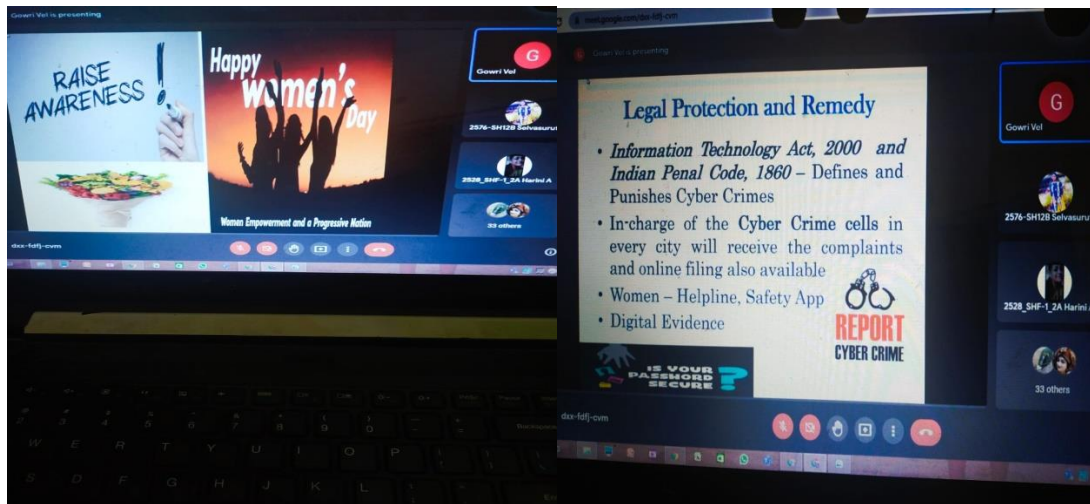 Gowri Vel is presenting
RAISE
AWARENESS !
Happy
women's
Day
Women Empowerment and a Progressive Nation
G
Gowri Vel
2576-SH12B Selvasurut
2528_SHF-1_2A Harini A
33 others
dxx-fdfj-cvm
W E R T Y U I O P
S D F G H J K L
Backspace
meet.google.com/dxx-fdfj-cvm
Gowri Vel is presenting
Legal Protection and Remedy
• Information Technology Act, 2000 and
Indian Penal Code, 1860 – Defines and
Punishes Cyber Crimes
• In-charge of the Cyber Crime cells in
every city will receive the complaints
and online filing also available
• Women – Helpline, Safety App
• Digital Evidence
REPORT
CYBER CRIME
IS YOUR
PASSWORD
SECURE ?
G
Gowri Vel
2576-SH12B Selvasurut
2528_SHF-1_2A Harini A
33 others
dxx-fdfj-cvm